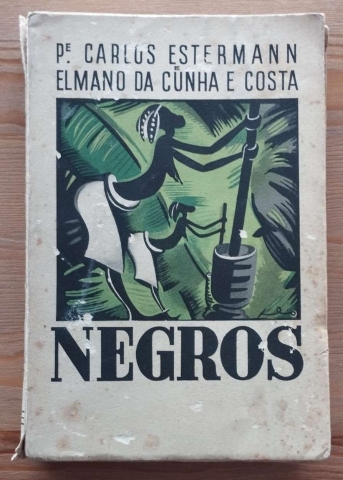 Pᴱ. CARLOS ESTERMANN
E
ELMANO DA CUNHA E COSTA
NEGROS